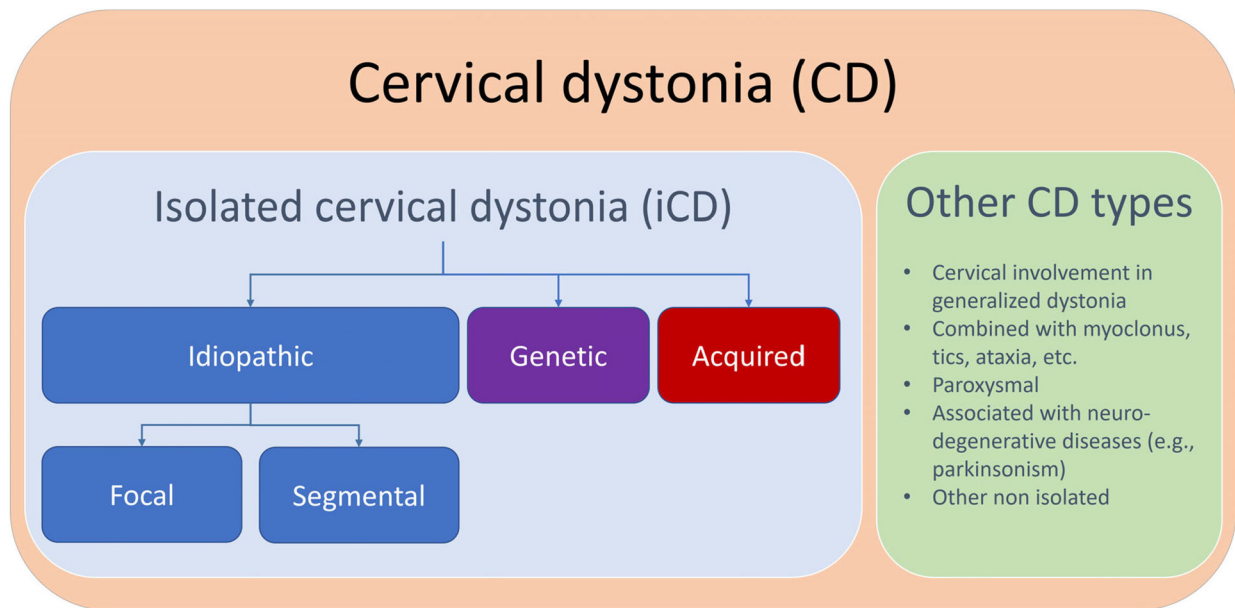 Cervical dystonia (CD)
Isolated cervical dystonia (iCD)
Idiopathic
Genetic
Acquired
Focal
Segmental
Other CD types
• Cervical involvement in
generalized dystonia
• Combined with myoclonus,
tics, ataxia, etc.
• Paroxysmal
• Associated with neuro-
degenerative diseases (e.g.,
parkinsonism)
• Other non isolated